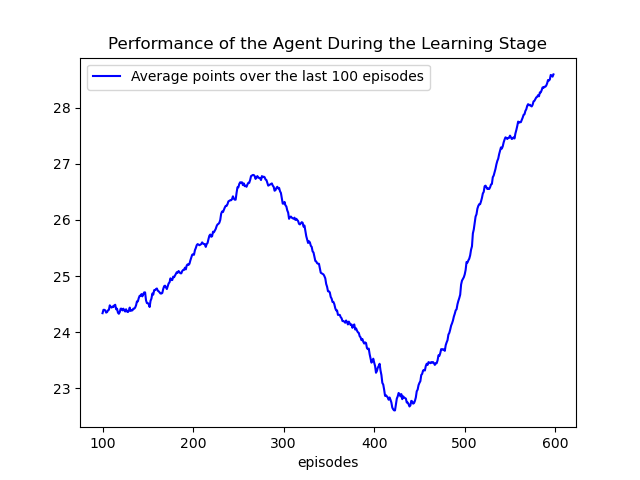 Performance of the Agent During the Learning Stage
Average points over the last 100 episodes
28
27
26
25
24
23
100 200 300 400 500 600
episodes